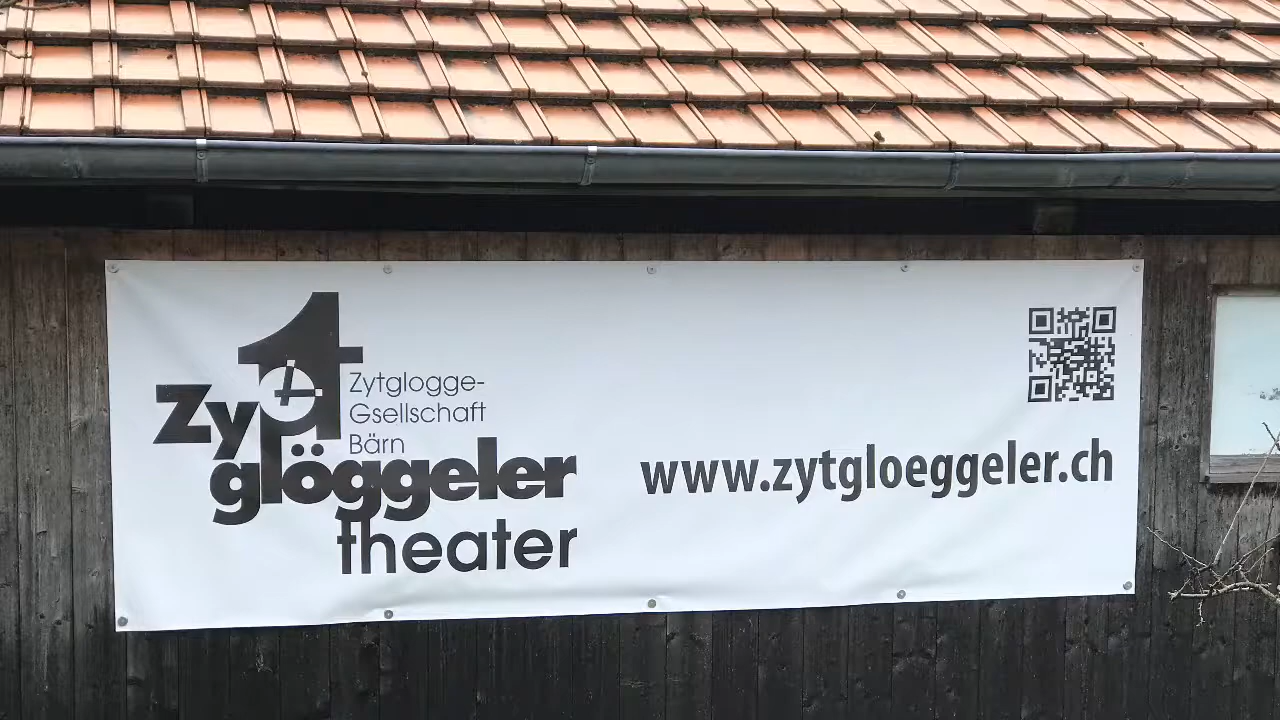 Zyt
Zytglogge-
Gsellschaft
Bärn
glöggeler
theater
www.zytgloeggeler.ch